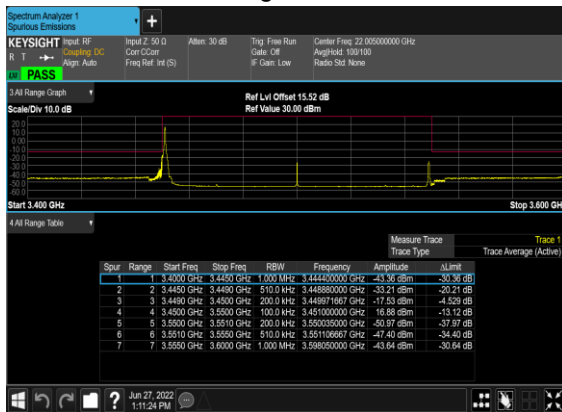 Spectrum Analyzer 1
Spurious Emissions
+
KEYSIGHT Input: RF Input Z: 50 Ω Atten: 30 dB Trig: Free Run Center Freq: 22.005000000 GHz
R T Coupling: DC Corr CCorr Gate: Off Avg|Hold: 100/100
Align: Auto Freq Ref: Int (S) IF Gain: Low Radio Std: None
LXI PASS
3 All Range Graph
Ref Lvl Offset 15.52 dB
Scale/Div 10.0 dB Ref Value 30.00 dBm
20.0
10.0
0.00
-10.0
-20.0
-30.0
-40.0
-50.0
-60.0
Start 3.400 GHz Stop 3.600 GH
4 All Range Table
Measure Trace Trace 1
Trace Type Trace Average (Active)
Spur Range Start Freq Stop Freq RBW Frequency Amplitude ΔLimit
1 1 3.4000 GHz 3.4450 GHz 1.000 MHz 3.444400000 GHz -43.36 dBm -30.36 dB
2 2 3.4450 GHz 3.4490 GHz 510.0 kHz 3.448880000 GHz -33.21 dBm -20.21 dB
3 3 3.4490 GHz 3.4500 GHz 200.0 kHz 3.449971667 GHz -17.53 dBm -4.529 dB
4 4 3.4500 GHz 3.5500 GHz 100.0 kHz 3.451000000 GHz 16.88 dBm -13.12 dB
5 5 3.5500 GHz 3.5510 GHz 200.0 kHz 3.550035000 GHz -50.97 dBm -37.97 dB
6 6 3.5510 GHz 3.5550 GHz 510.0 kHz 3.551106667 GHz -47.40 dBm -34.40 dB
7 7 3.5550 GHz 3.6000 GHz 1.000 MHz 3.598050000 GHz -43.64 dBm -30.64 dB
? Jun 27, 2022
1:11:24 PM